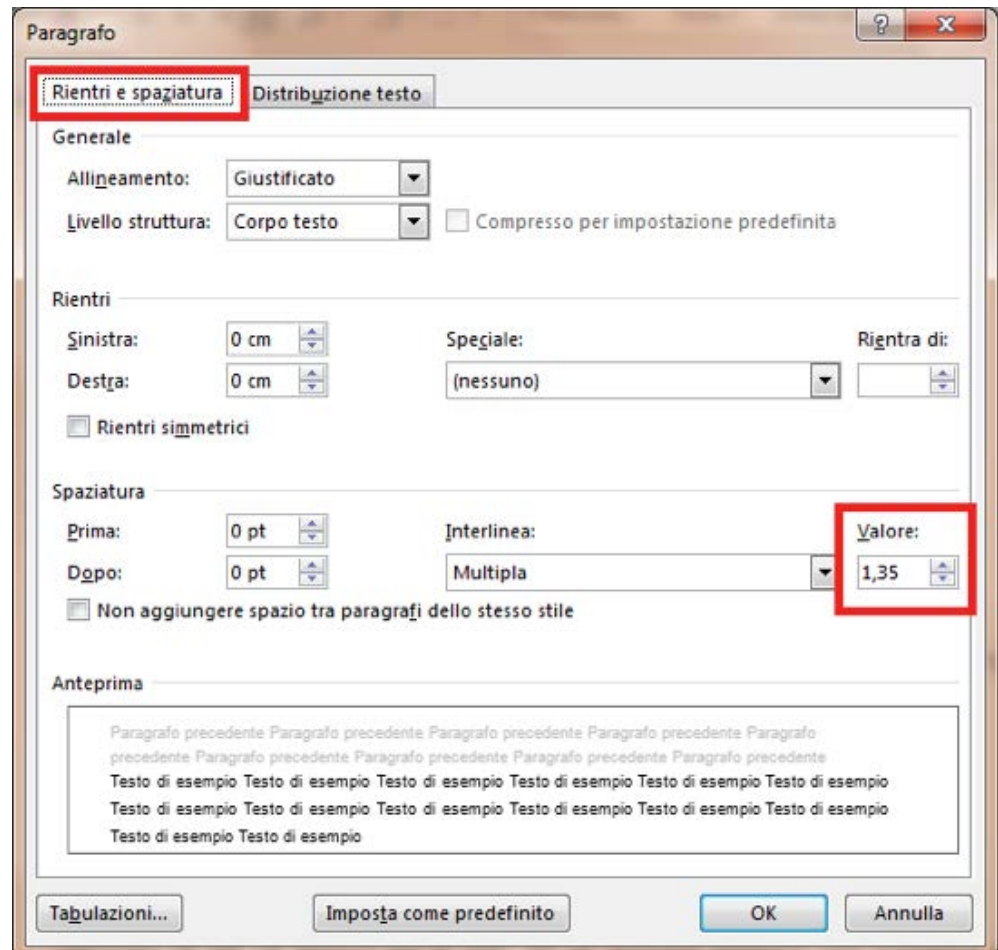 Paragrafo
Rientri e spaziatura Distribuzione testo
Generale
Allineamento: Giustificato
Livello struttura: Corpo testo Compresso per impostazione predefinita
Rientri
Sinistra: 0 cm Speciale: Rientra di:
Destra: 0 cm (nessuno)
Rientri simmetrici
Spaziatura
Prima: 0 pt Interlinea: Valore:
Dopo: 0 pt Multipla 1,35
Non aggiungere spazio tra paragrafi dello stesso stile
Anteprima
Paragrafo precedente Paragrafo precedente Paragrafo precedente Paragrafo precedente Paragrafo
precedente Paragrafo precedente Paragrafo precedente Paragrafo precedente Paragrafo precedente
Testo di esempio Testo di esempio Testo di esempio Testo di esempio Testo di esempio Testo di esempio
Testo di esempio Testo di esempio Testo di esempio Testo di esempio Testo di esempio Testo di esempio
Testo di esempio Testo di esempio
Tabulazioni... Imposta come predefinito OK Annulla